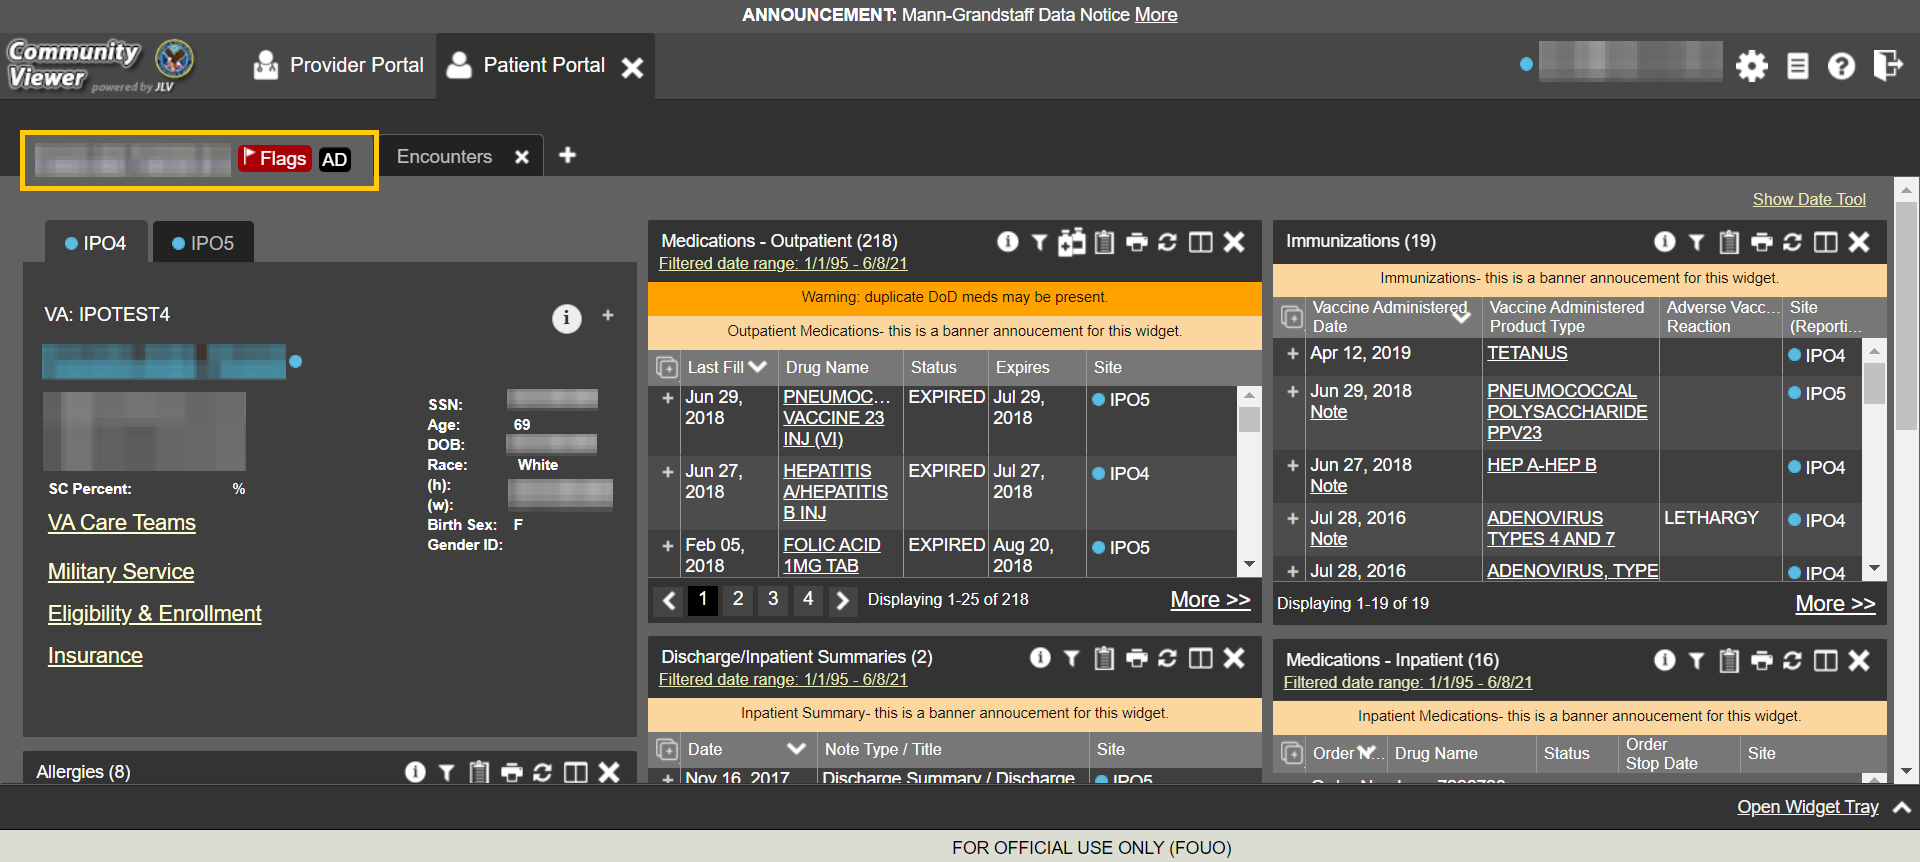 ANNOUNCEMENT: Mann-Grandstaff Data Notice More
Community Viewer powered by JLV
Provider Portal
Patient Portal
Flags AD
Encounters
Show Date Tool
IPO4
IPO5
VA: IPOTEST4
SSN:
Age: 69
DOB:
Race: White
(h):
(w):
Birth Sex: F
Gender ID:
SC Percent: %
VA Care Teams
Military Service
Eligibility & Enrollment
Insurance
Allergies (8)
Medications - Outpatient (218)
Filtered date range: 1/1/95 - 6/8/21
Warning: duplicate DoD meds may be present.
Outpatient Medications- this is a banner annoucement for this widget.
Last Fill Drug Name Status Expires Site
Jun 29, PNEUMOC... EXPIRED Jul 29, IPO5
2018 VACCINE 23 2018
INJ (VI)
Jun 27, HEPATITIS EXPIRED Jul 27, IPO4
2018 A/HEPATITIS 2018
B INJ
Feb 05, FOLIC ACID EXPIRED Aug 20, IPO5
2018 1MG TAB 2018
1 2 3 4 Displaying 1-25 of 218 More >>
Discharge/Inpatient Summaries (2)
Filtered date range: 1/1/95 - 6/8/21
Inpatient Summary- this is a banner annoucement for this widget.
Date Note Type / Title Site
Nov 16, 2017 Discharge Summary / Discharge IPO5
Immunizations (19)
Immunizations- this is a banner annoucement for this widget.
Vaccine Administered Vaccine Administered Adverse Vacc... Site
Date Product Type Reaction (Reporti...
Apr 12, 2019 TETANUS IPO4
Jun 29, 2018 PNEUMOCOCCAL IPO5
Note POLYSACCHARIDE
PPV23
Jun 27, 2018 HEP A-HEP B IPO4
Note
Jul 28, 2016 ADENOVIRUS LETHARGY IPO4
Note TYPES 4 AND 7
Jul 28, 2016 ADENOVIRUS, TYPE IPO4
Displaying 1-19 of 19 More >>
Medications - Inpatient (16)
Filtered date range: 1/1/95 - 6/8/21
Inpatient Medications- this is a banner annoucement for this widget.
Order N... Drug Name Status Order Stop Date Site
Open Widget Tray
FOR OFFICIAL USE ONLY (FOUO)